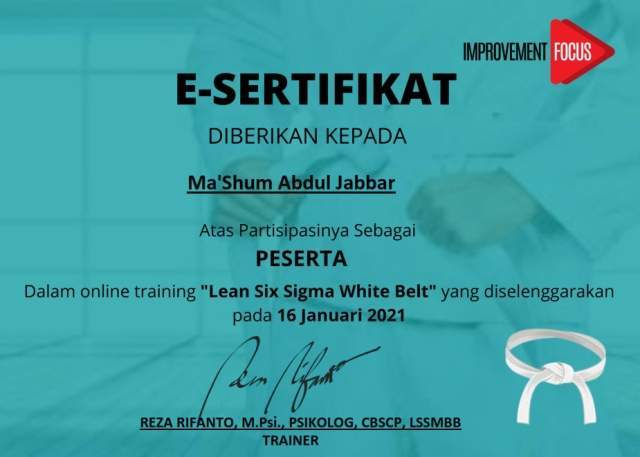 IMPROVEMENT FOCUS
E-SERTIFIKAT
DIBERIKAN KEPADA
Ma'Shum Abdul Jabbar
Atas Partisipasinya Sebagai
PESERTA
Dalam online training "Lean Six Sigma White Belt" yang diselenggarakan
pada 16 Januari 2021
REZA RIFANTO, M.Psi., PSIKOLOG, CBSCP, LSSMBB
TRAINER